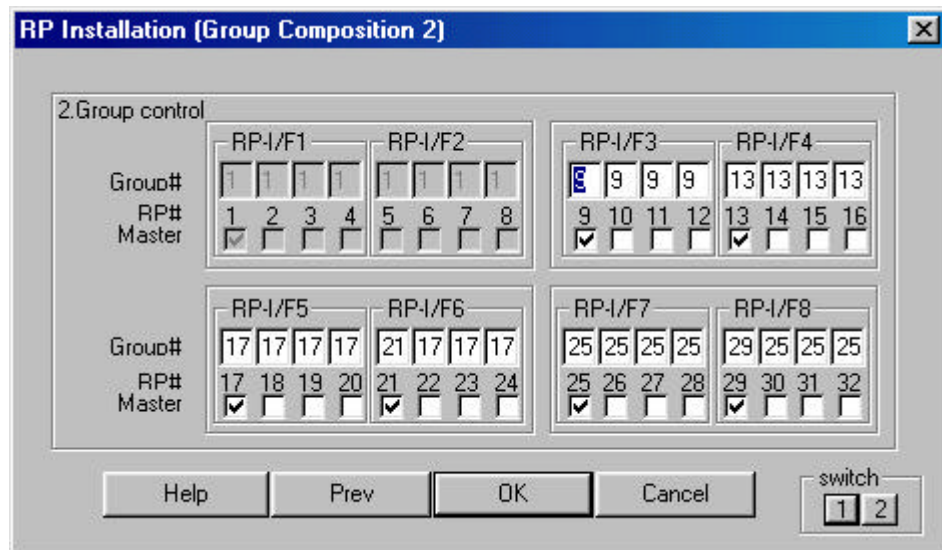 RP Installation (Group Composition 2)
2.Group control
RP-I/F1 RP-I/F2 RP-I/F3 RP-I/F4
Group# 1 1 1 1 1 1 1 1 9 9 9 9 13 13 13 13
RP# 1 2 3 4 5 6 7 8 9 10 11 12 13 14 15 16
Master
RP-I/F5 RP-I/F6 RP-I/F7 RP-I/F8
Group# 17 17 17 17 21 17 17 17 25 25 25 25 29 25 25 25
RP# 17 18 19 20 21 22 23 24 25 26 27 28 29 30 31 32
Master
switch
Help Prev OK Cancel 1 2